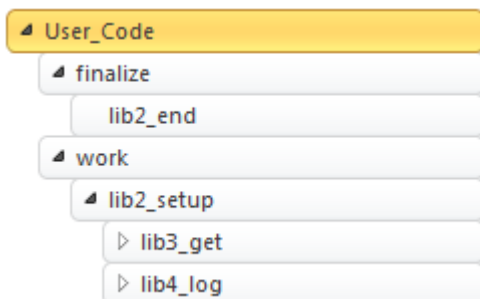 User_Code
finalize
lib2_end
work
lib2_setup
lib3_get
lib4_log